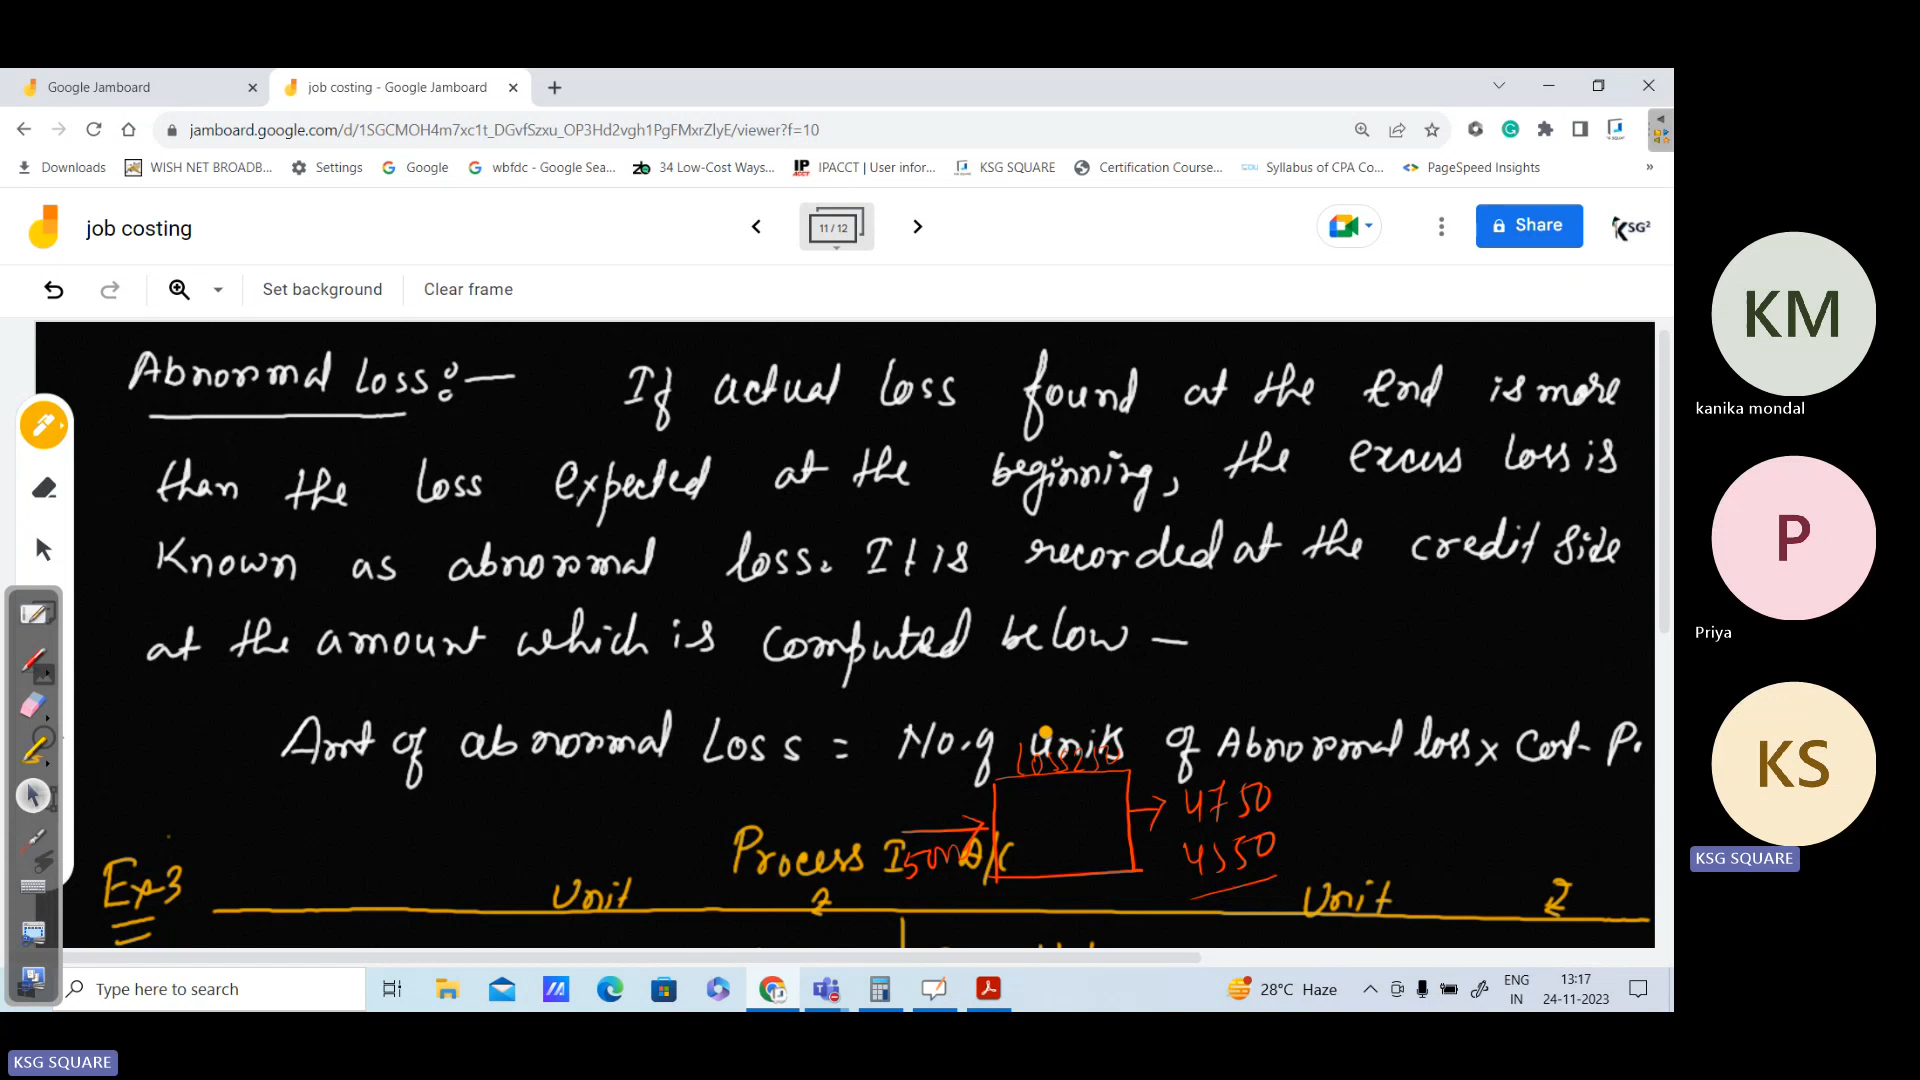 Google Jamboard
job costing - Google Jamboard
jamboard.google.com/d/1SGCMOH4m7xc1t_DGvfSzxu_OP3Hd2vgh1PgFMxrZlyE/viewer?f=10
Downloads WISH NET BROADB... Settings Google wbfdc - Google Sea... 34 Low-Cost Ways... IPACCT | User infor... KSG SQUARE Certification Course... Syllabus of CPA Co... PageSpeed Insights »
job costing
11 / 12
Share
KSG²
Set background Clear frame
Abnormal Loss:— If actual loss found at the end is more
than the loss expected at the beginning, the excess loss is
known as abnormal loss. It is recorded at the credit side
at the amount which is computed below —
Amt of abnormal Loss = No. of units of Abnormal loss x Cost P.
Loss 250
4750
4550
5000
Process I A/C
Ex-3
Unit ₹ Unit ₹
Type here to search
28°C Haze
ENG
IN
13:17
24-11-2023
KM
kanika mondal
P
Priya
KS
KSG SQUARE
KSG SQUARE